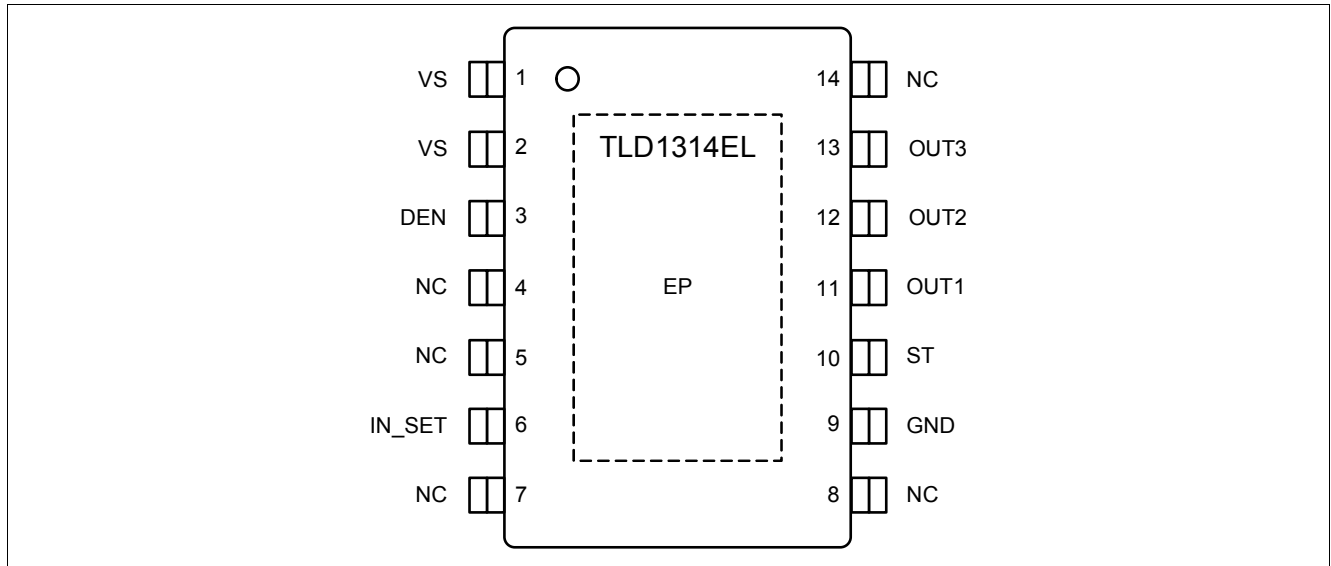 VS 1 14 NC
VS 2 TLD1314EL 13 OUT3
DEN 3 12 OUT2
NC 4 EP 11 OUT1
NC 5 10 ST
IN_SET 6 9 GND
NC 7 8 NC